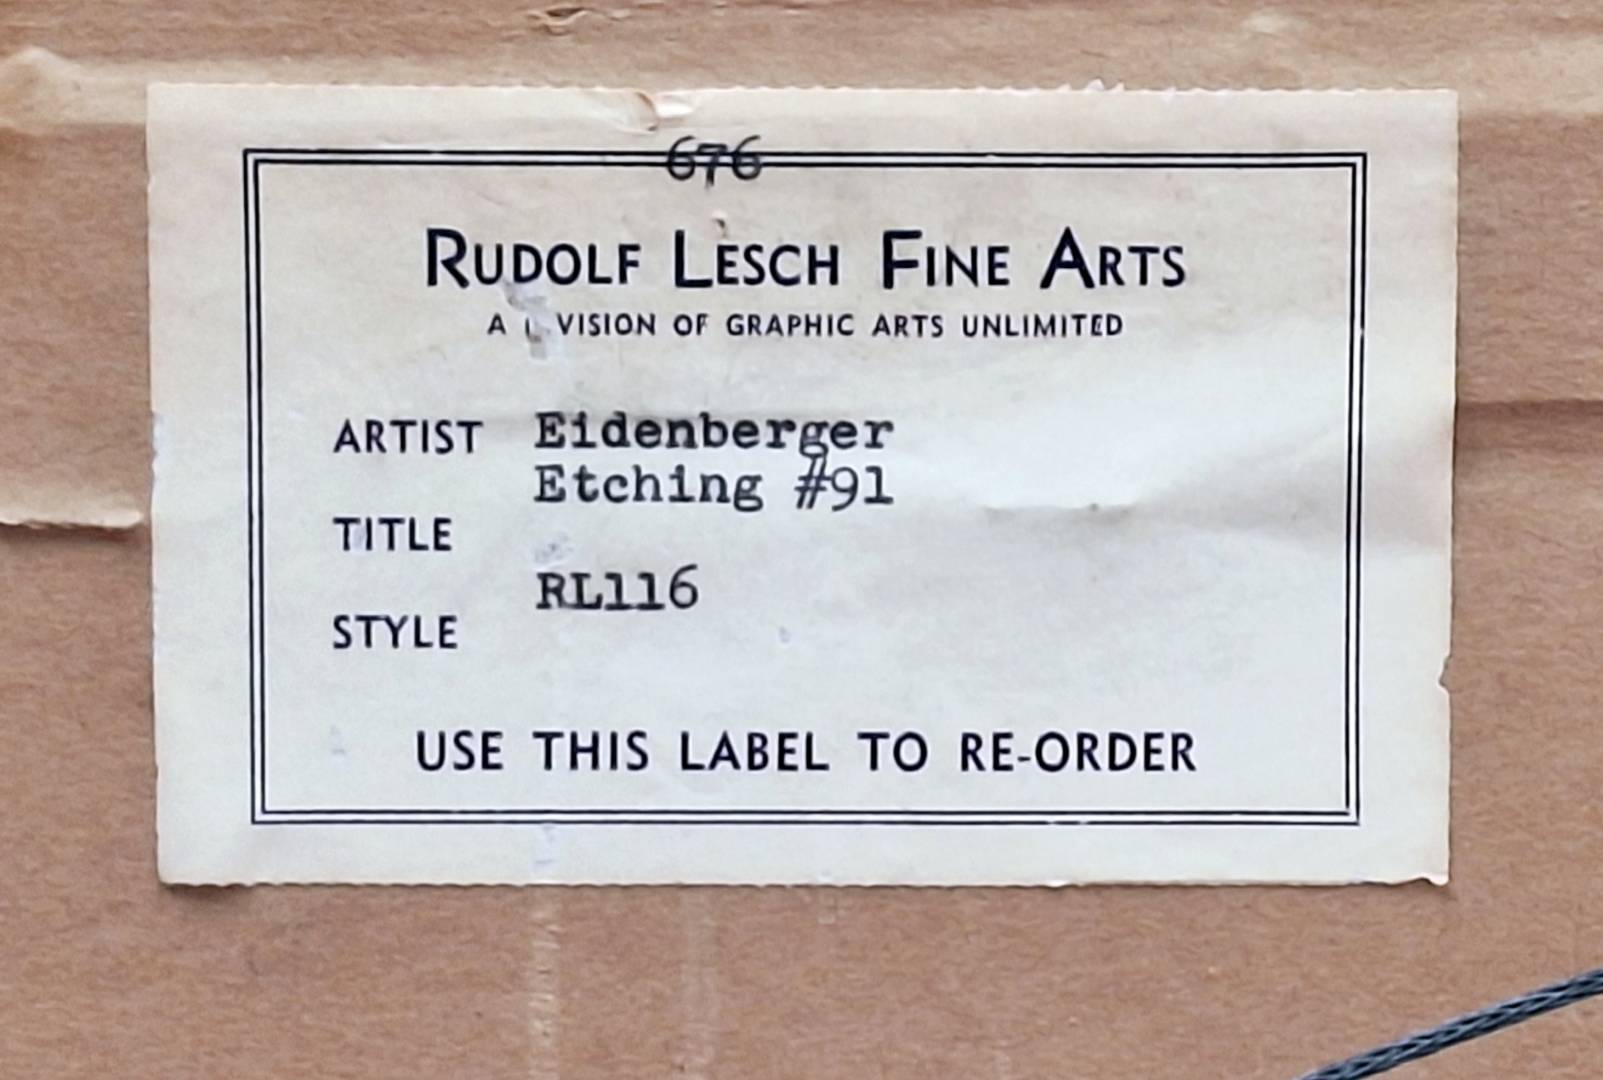 676
RUDOLF LESCH FINE ARTS
A DIVISION OF GRAPHIC ARTS UNLIMITED
ARTIST Eidenberger
Etching #91
TITLE
RL116
STYLE
USE THIS LABEL TO RE-ORDER